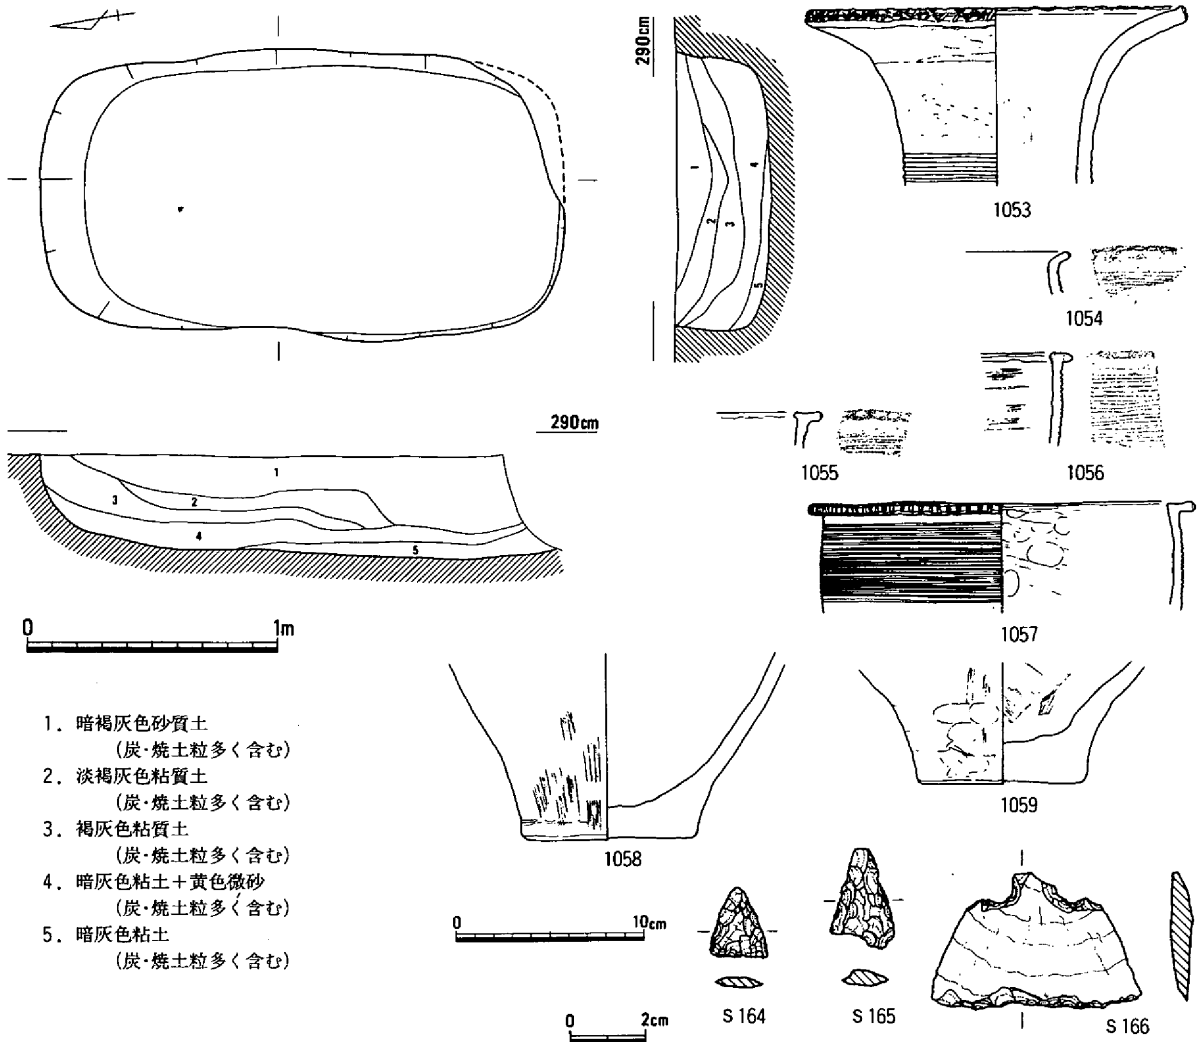 290cm
1
2
3
4
5
1053
1054
1055
1056
290cm
1
2
3
4
5
1057
0 1m
1. 暗褐灰色砂質土
(炭・焼土粒多く含む)
2. 淡褐灰色粘質土
(炭・焼土粒多く含む)
3. 褐灰色粘質土
(炭・焼土粒多く含む)
4. 暗灰色粘土+黄色微砂
(炭・焼土粒多く含む)
5. 暗灰色粘土
(炭・焼土粒多く含む)
1058
1059
0 10cm
S 164
S 165
S 166
0 2cm